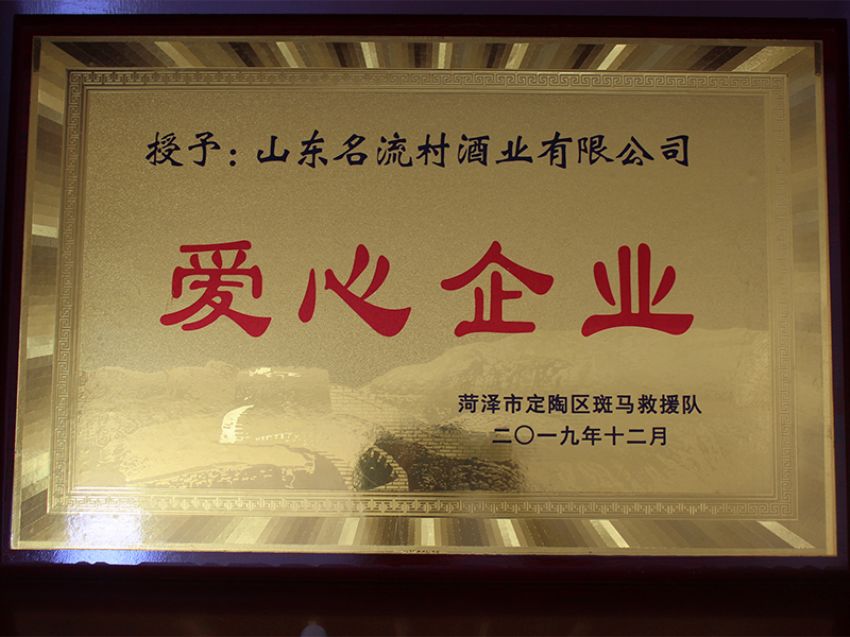 授予：山东名流村酒业有限公司
爱心企业
菏泽市定陶区斑马救援队
二〇一九年十二月